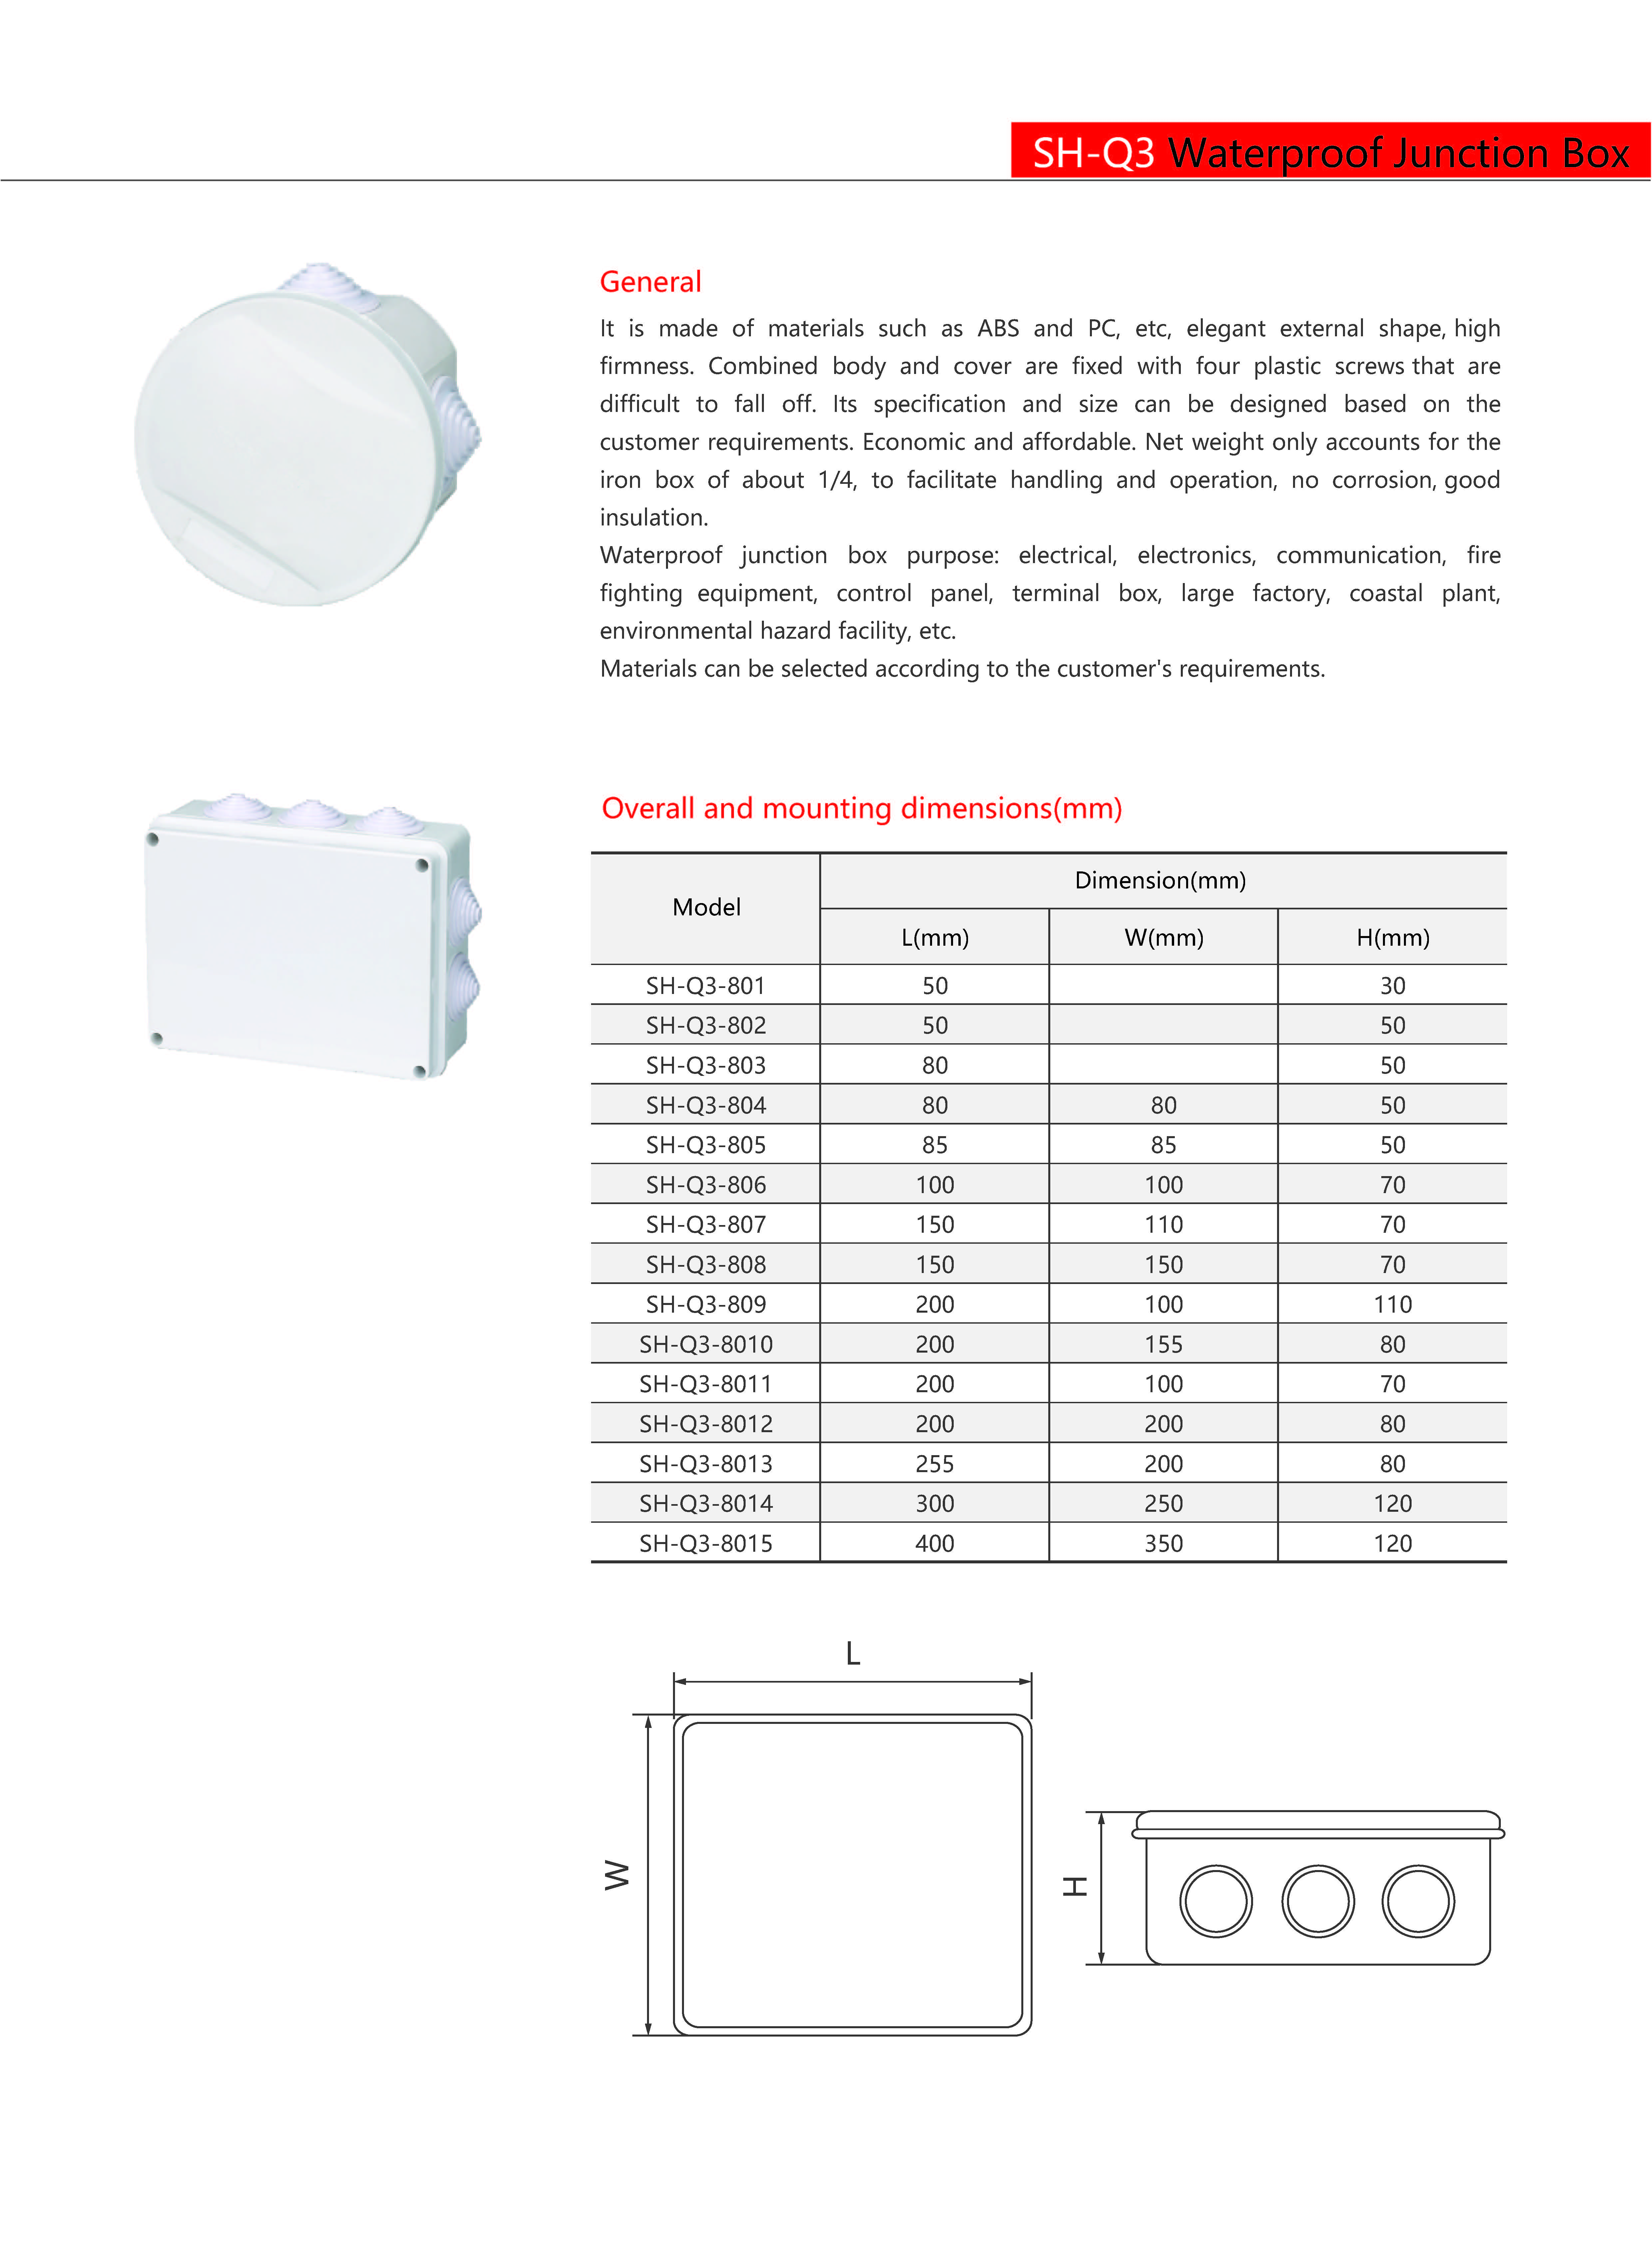 SH-Q3 Waterproof Junction Box
General
It is made of materials such as ABS and PC, etc, elegant external shape, high
firmness. Combined body and cover are fixed with four plastic screws that are
difficult to fall off. Its specification and size can be designed based on the
customer requirements. Economic and affordable. Net weight only accounts for the
iron box of about 1/4, to facilitate handling and operation, no corrosion, good
insulation.
Waterproof junction box purpose: electrical, electronics, communication, fire
fighting equipment, control panel, terminal box, large factory, coastal plant,
environmental hazard facility, etc.
Materials can be selected according to the customer's requirements.
Overall and mounting dimensions(mm)
Model Dimension(mm)
L(mm) W(mm) H(mm)
SH-Q3-801 50 30
SH-Q3-802 50 50
SH-Q3-803 80 50
SH-Q3-804 80 80 50
SH-Q3-805 85 85 50
SH-Q3-806 100 100 70
SH-Q3-807 150 110 70
SH-Q3-808 150 150 70
SH-Q3-809 200 100 110
SH-Q3-8010 200 155 80
SH-Q3-8011 200 100 70
SH-Q3-8012 200 200 80
SH-Q3-8013 255 200 80
SH-Q3-8014 300 250 120
SH-Q3-8015 400 350 120
L
W
H